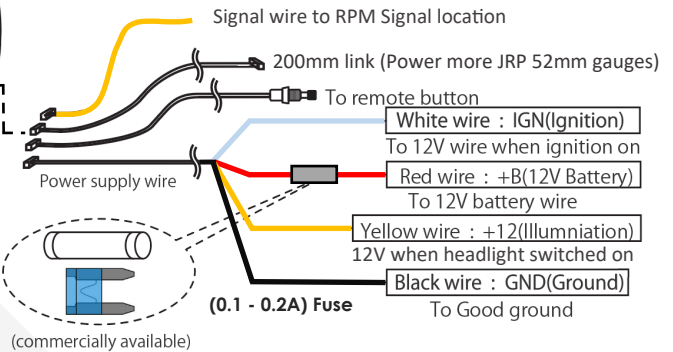 Signal wire to RPM Signal location
200mm link (Power more JRP 52mm gauges)
To remote button
White wire : IGN(Ignition)
To 12V wire when ignition on
Power supply wire
Red wire : +B(12V Battery)
To 12V battery wire
Yellow wire : +12(Illumniation)
12V when headlight switched on
Black wire : GND(Ground)
(0.1 - 0.2A) Fuse
To Good ground
(commercially available)